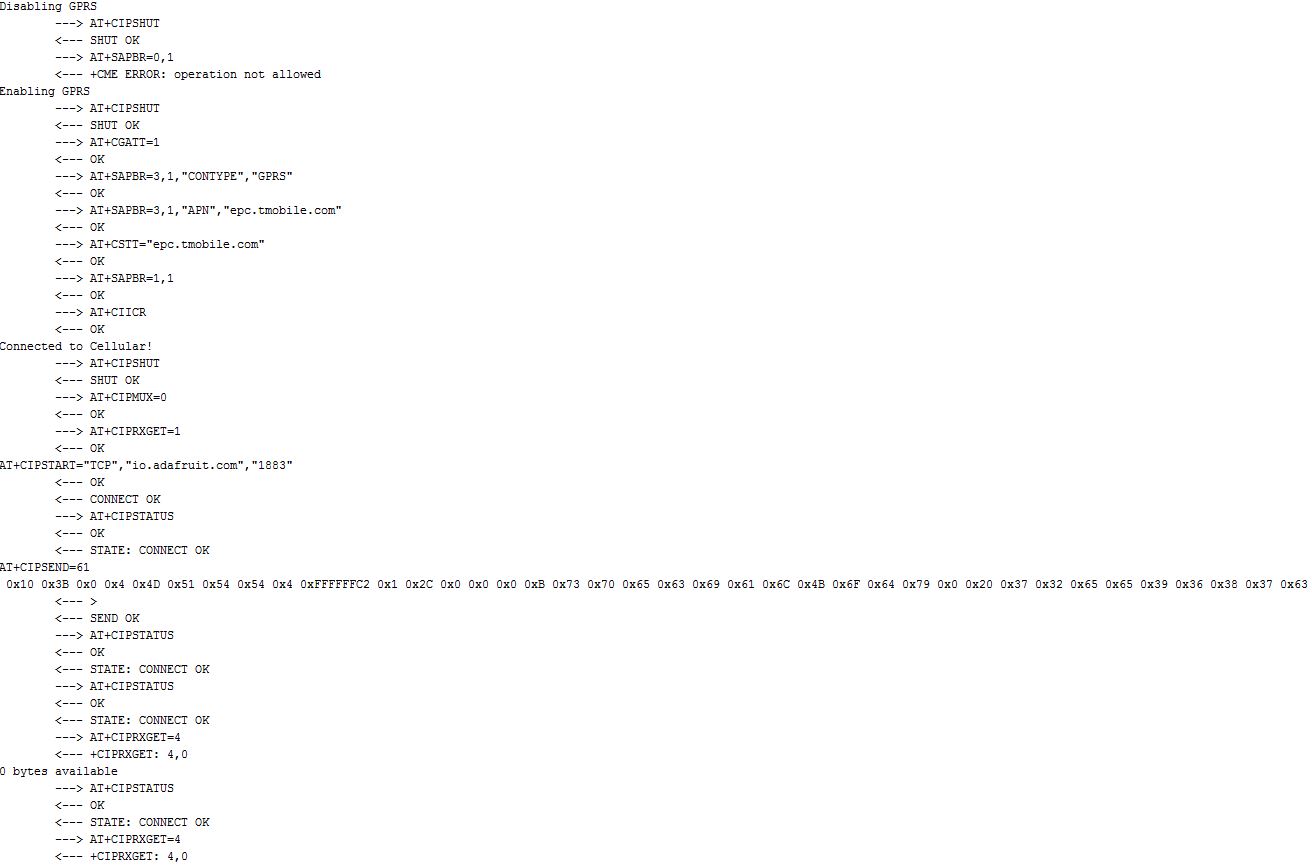 Disabling GPRS
---> AT+CIPSHUT
<--- SHUT OK
---> AT+SAPBR=0,1
<--- +CME ERROR: operation not allowed
Enabling GPRS
---> AT+CIPSHUT
<--- SHUT OK
---> AT+CGATT=1
<--- OK
---> AT+SAPBR=3,1,"CONTYPE","GPRS"
<--- OK
---> AT+SAPBR=3,1,"APN","epc.tmobile.com"
<--- OK
---> AT+CSTT="epc.tmobile.com"
<--- OK
---> AT+SAPBR=1,1
<--- OK
---> AT+CIICR
<--- OK
Connected to Cellular!
---> AT+CIPSHUT
<--- SHUT OK
---> AT+CIPMUX=0
<--- OK
---> AT+CIPRXGET=1
<--- OK
AT+CIPSTART="TCP","io.adafruit.com","1883"
<--- OK
<--- CONNECT OK
---> AT+CIPSTATUS
<--- OK
<--- STATE: CONNECT OK
AT+CIPSEND=61
0x10 0x3B 0x0 0x4 0x4D 0x51 0x54 0x54 0x4 0xFFFFFFC2 0x1 0x2C 0x0 0x0 0x0 0xB 0x73 0x70 0x65 0x63 0x69 0x61 0x6C 0x4B 0x6F 0x64 0x79 0x0 0x20 0x37 0x32 0x65 0x65 0x39 0x36 0x38 0x37 0x63
<--- >
<--- SEND OK
---> AT+CIPSTATUS
<--- OK
<--- STATE: CONNECT OK
---> AT+CIPSTATUS
<--- OK
<--- STATE: CONNECT OK
---> AT+CIPRXGET=4
<--- +CIPRXGET: 4,0
0 bytes available
---> AT+CIPSTATUS
<--- OK
<--- STATE: CONNECT OK
---> AT+CIPRXGET=4
<--- +CIPRXGET: 4,0